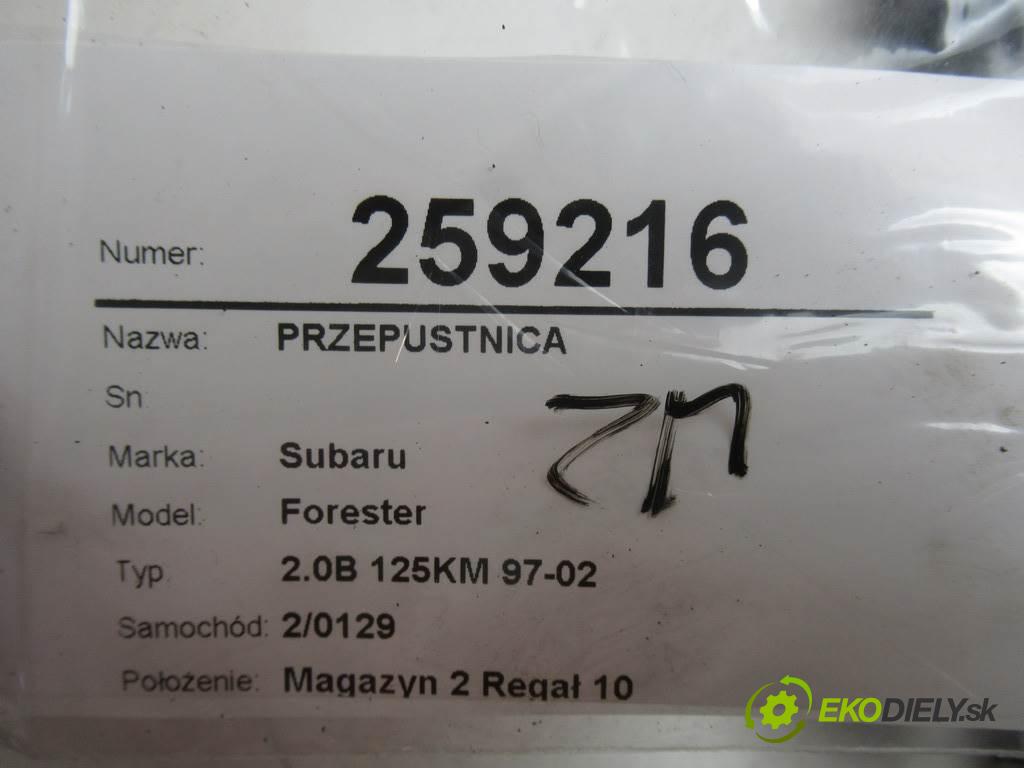 Numer: 259216
Nazwa: PRZEPUSTNICA
Sn
Marka: Subaru
Model: Forester
Typ 2.0B 125KM 97-02
Samochód: 2/0129
Położenie: Magazyn 2 Regał 10
EKODIELY.sk